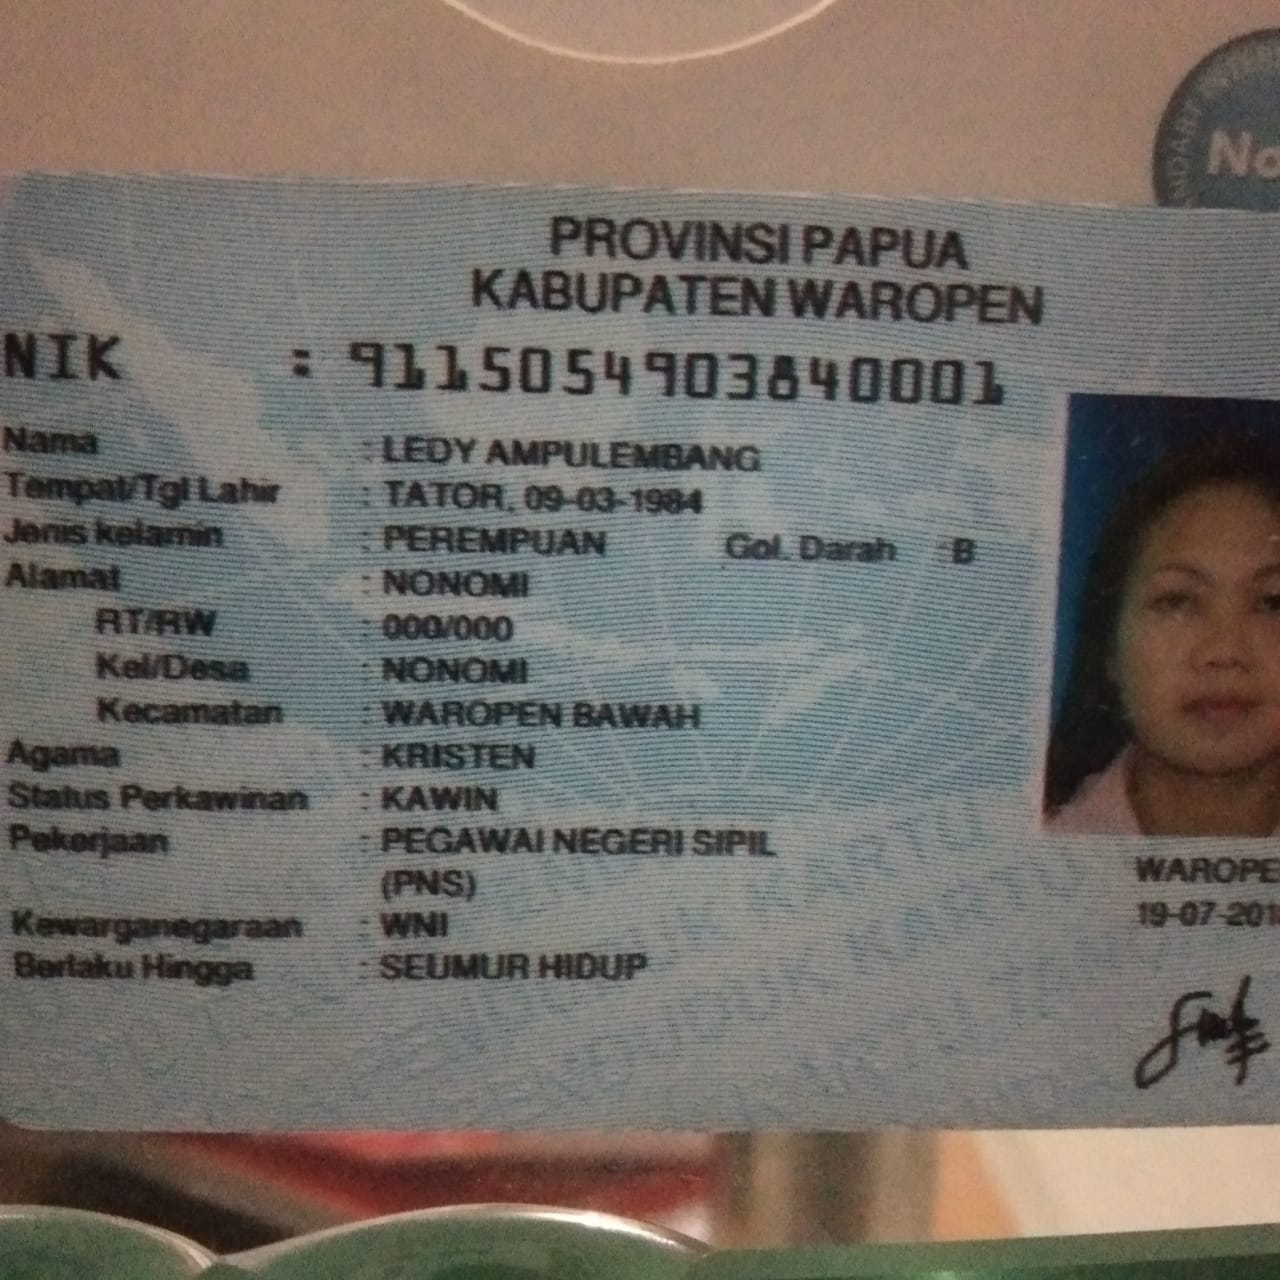 No
PROVINSI PAPUA
KABUPATEN WAROPEN
NIK : 9115054903840001
Nama : LEDY AMPULEMBANG
Tempat/Tgl Lahir : TATOR, 09-03-1984
Jenis kelamin : PEREMPUAN Gol. Darah : B
Alamat : NONOMI
RT/RW : 000/000
Kel/Desa : NONOMI
Kecamatan : WAROPEN BAWAH
Agama : KRISTEN
Status Perkawinan : KAWIN
Pekerjaan : PEGAWAI NEGERI SIPIL
(PNS)
Kewarganegaraan : WNI
Berlaku Hingga : SEUMUR HIDUP
WAROPE
19-07-201